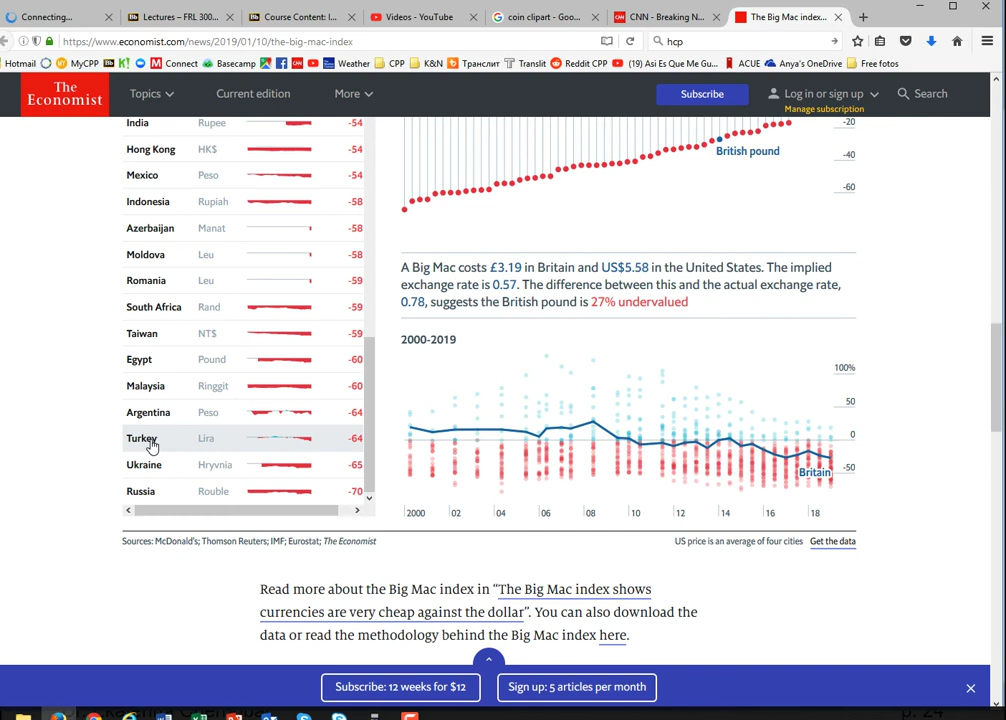 Connecting...
Lectures – FRL 300...
Course Content: I...
Videos - YouTube
coin clipart - Goo...
CNN - Breaking N...
The Big Mac index...
https://www.economist.com/news/2019/01/10/the-big-mac-index
hcp
Hotmail
MyCPP
K!
Connect
Basecamp
Weather
CPP
K&N
Транслит
Translit
Reddit CPP
(19) Asi Es Que Me Gu...
ACUE
Anya's OneDrive
Free fotos
The Economist
Topics
Current edition
More
Subscribe
Log in or sign up
Manage subscription
Search
India Rupee -54
Hong Kong HK$ -54
Mexico Peso -54
Indonesia Rupiah -58
Azerbaijan Manat -58
Moldova Leu -58
Romania Leu -59
South Africa Rand -59
Taiwan NT$ -59
Egypt Pound -60
Malaysia Ringgit -60
Argentina Peso -64
Turkey Lira -64
Ukraine Hryvnia -65
Russia Rouble -70
-20
British pound
-40
-60
A Big Mac costs £3.19 in Britain and US$5.58 in the United States. The implied
exchange rate is 0.57. The difference between this and the actual exchange rate,
0.78, suggests the British pound is 27% undervalued
2000-2019
100%
50
0
-50
Britain
2000 02 04 06 08 10 12 14 16 18
Sources: McDonald's; Thomson Reuters; IMF; Eurostat; The Economist
US price is an average of four cities Get the data
Read more about the Big Mac index in “The Big Mac index shows
currencies are very cheap against the dollar”. You can also download the
data or read the methodology behind the Big Mac index here.
Subscribe: 12 weeks for $12
Sign up: 5 articles per month
p. 24